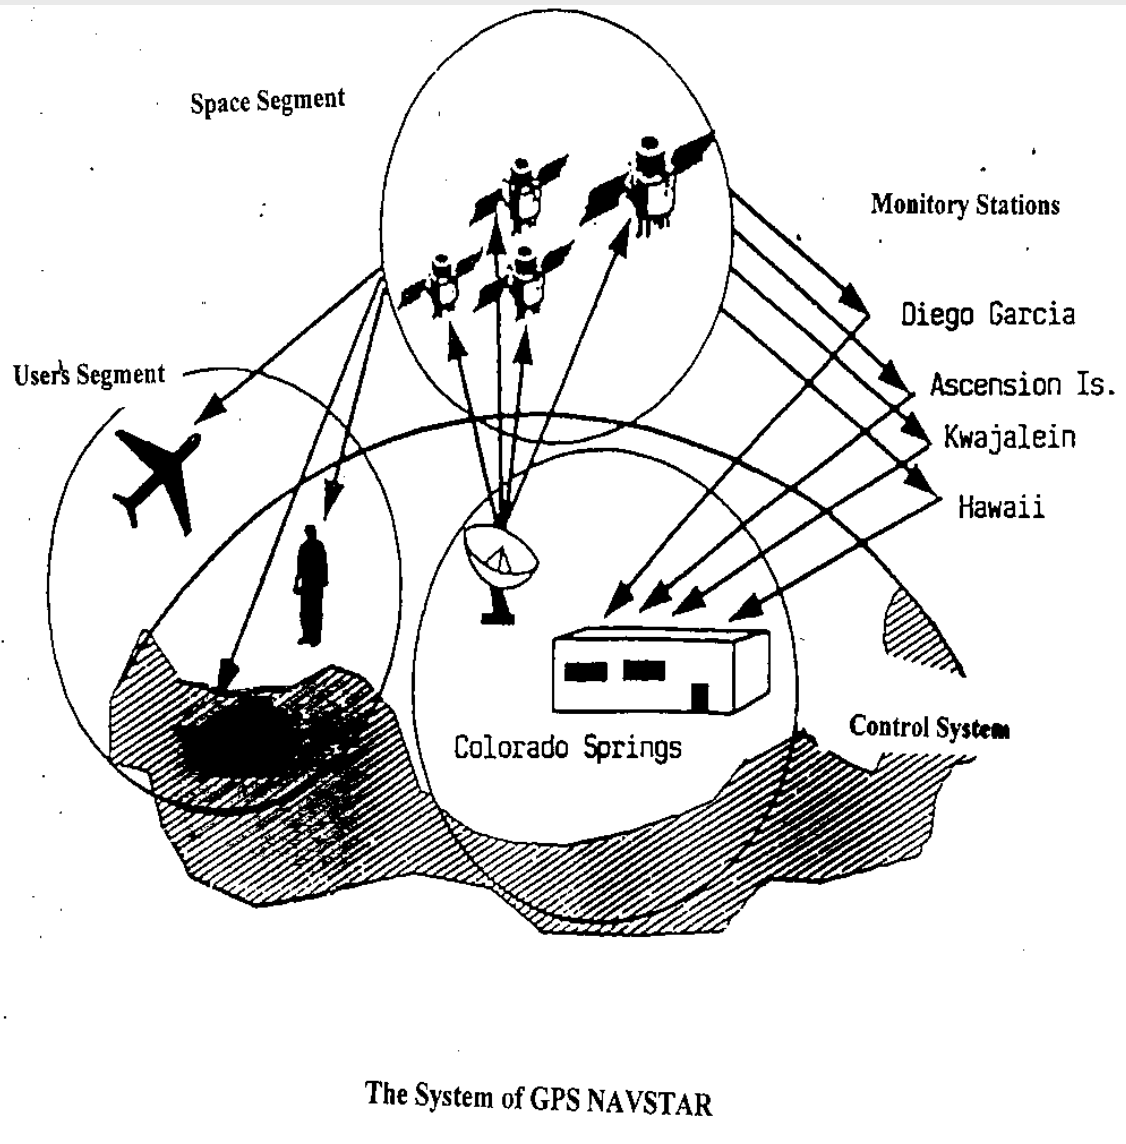 Space Segment
Monitory Stations
Diego Garcia
User's Segment
Ascension Is.
Kwajalein
Hawaii
Control System
Colorado Springs
The System of GPS NAVSTAR